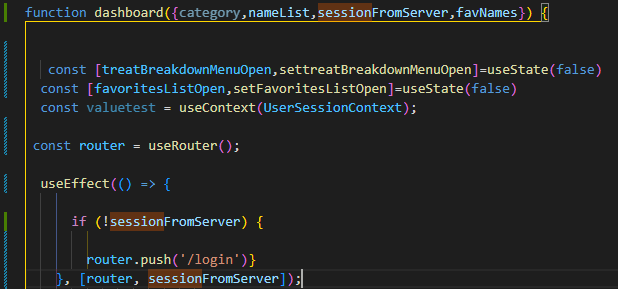 function dashboard({category,nameList,sessionFromServer,favNames}) {
const [treatBreakdownMenuOpen,settreatBreakdownMenuOpen]=useState(false)
const [favoritesListOpen,setFavoritesListOpen]=useState(false)
const valuetest = useContext(UserSessionContext);
const router = useRouter();
useEffect(() => {
if (!sessionFromServer) {
router.push('/login')}
}, [router, sessionFromServer]);